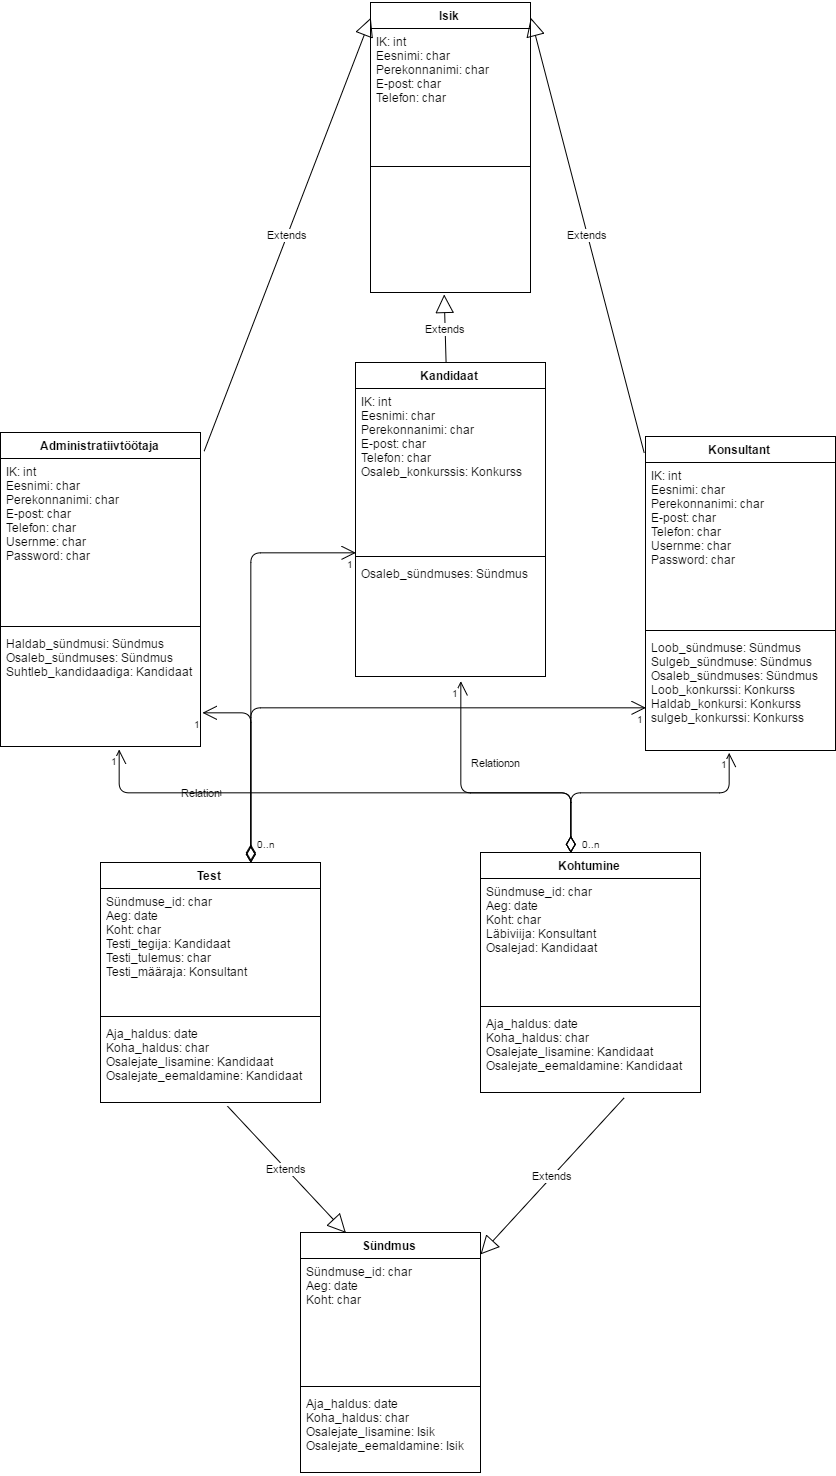 Isik
IK: int
Eesnimi: char
Perekonnanimi: char
E-post: char
Telefon: char
Extends
Extends
Extends
Kandidaat
IK: int
Eesnimi: char
Perekonnanimi: char
E-post: char
Telefon: char
Osaleb_konkurssis: Konkurss
Osaleb_sündmuses: Sündmus
Administratiivtöötaja
IK: int
Eesnimi: char
Perekonnanimi: char
E-post: char
Telefon: char
Usernme: char
Password: char
Haldab_sündmusi: Sündmus
Osaleb_sündmuses: Sündmus
Suhtleb_kandidaadiga: Kandidaat
Konsultant
IK: int
Eesnimi: char
Perekonnanimi: char
E-post: char
Telefon: char
Usernme: char
Password: char
Loob_sündmuse: Sündmus
Sulgeb_sündmuse: Sündmus
Osaleb_sündmuses: Sündmus
Loob_konkurssi: Konkurss
Haldab_konkursi: Konkurss
sulgeb_konkurssi: Konkurss
1
1
1
1
1
1
Relation
Relation
0..n
0..n
Test
Sündmuse_id: char
Aeg: date
Koht: char
Testi_tegija: Kandidaat
Testi_tulemus: char
Testi_määraja: Konsultant
Aja_haldus: date
Koha_haldus: char
Osalejate_lisamine: Kandidaat
Osalejate_eemaldamine: Kandidaat
Kohtumine
Sündmuse_id: char
Aeg: date
Koht: char
Läbiviija: Konsultant
Osalejad: Kandidaat
Aja_haldus: date
Koha_haldus: char
Osalejate_lisamine: Kandidaat
Osalejate_eemaldamine: Kandidaat
Extends
Extends
Sündmus
Sündmuse_id: char
Aeg: date
Koht: char
Aja_haldus: date
Koha_haldus: char
Osalejate_lisamine: Isik
Osalejate_eemaldamine: Isik